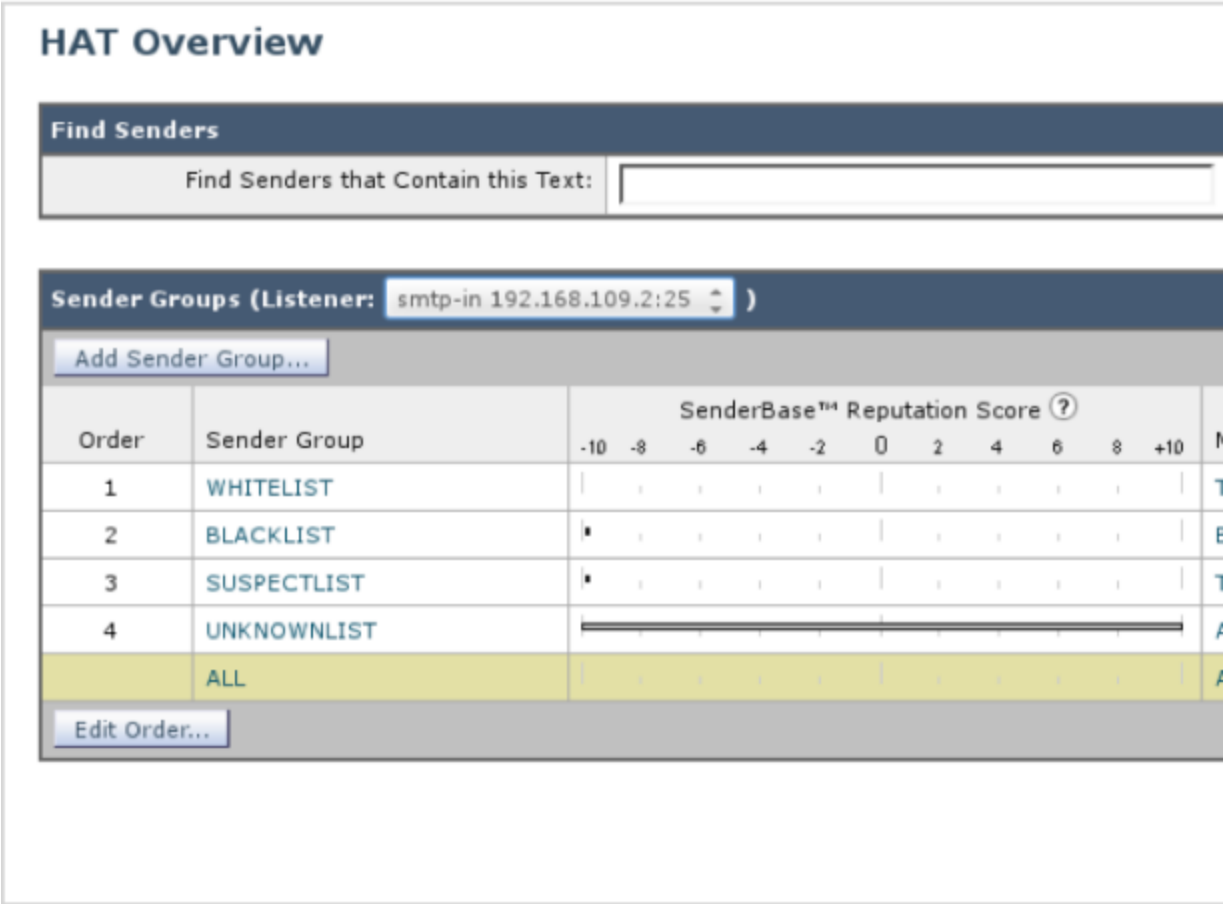 HAT Overview
Find Senders
Find Senders that Contain this Text:
Sender Groups (Listener: smtp-in 192.168.109.2:25 )
Add Sender Group...
SenderBase™ Reputation Score ?
Order Sender Group -10 -8 -6 -4 -2 0 2 4 6 8 +10
1 WHITELIST
2 BLACKLIST
3 SUSPECTLIST
4 UNKNOWNLIST
ALL
Edit Order...